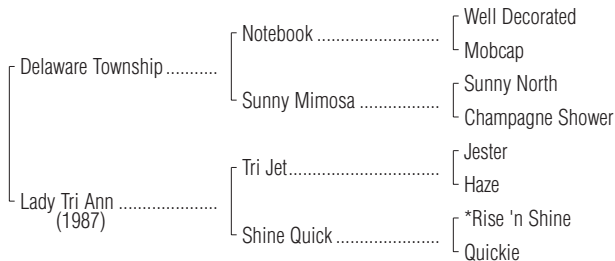 Well Decorated
Notebook ..................
Mobcap
Delaware Township ..........
Sunny North
Sunny Mimosa ................
Champagne Shower
Jester
Tri Jet..........................
Haze
Lady Tri Ann ..................
(1987)
*Rise 'n Shine
Shine Quick ....................
Quickie